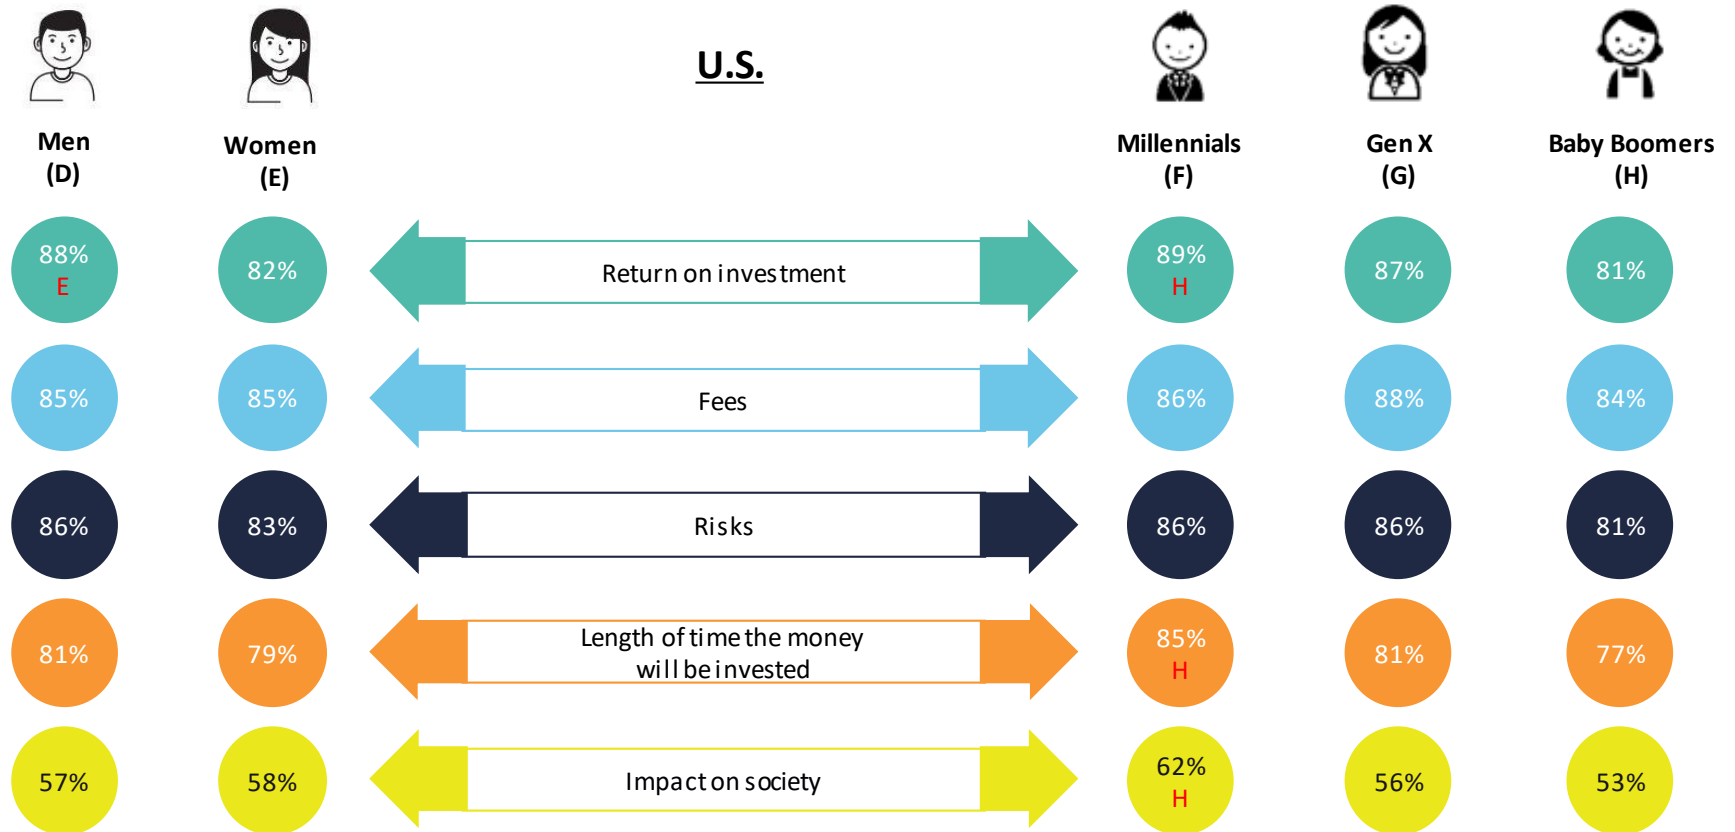 U.S.
Men
(D)
Women
(E)
Millennials
(F)
Gen X
(G)
Baby Boomers
(H)
88%
E
82%
Return on investment
89%
H
87%
81%
85%
85%
Fees
86%
88%
84%
86%
83%
Risks
86%
86%
81%
81%
79%
Length of time the money
will be invested
85%
H
81%
77%
57%
58%
Impact on society
62%
H
56%
53%